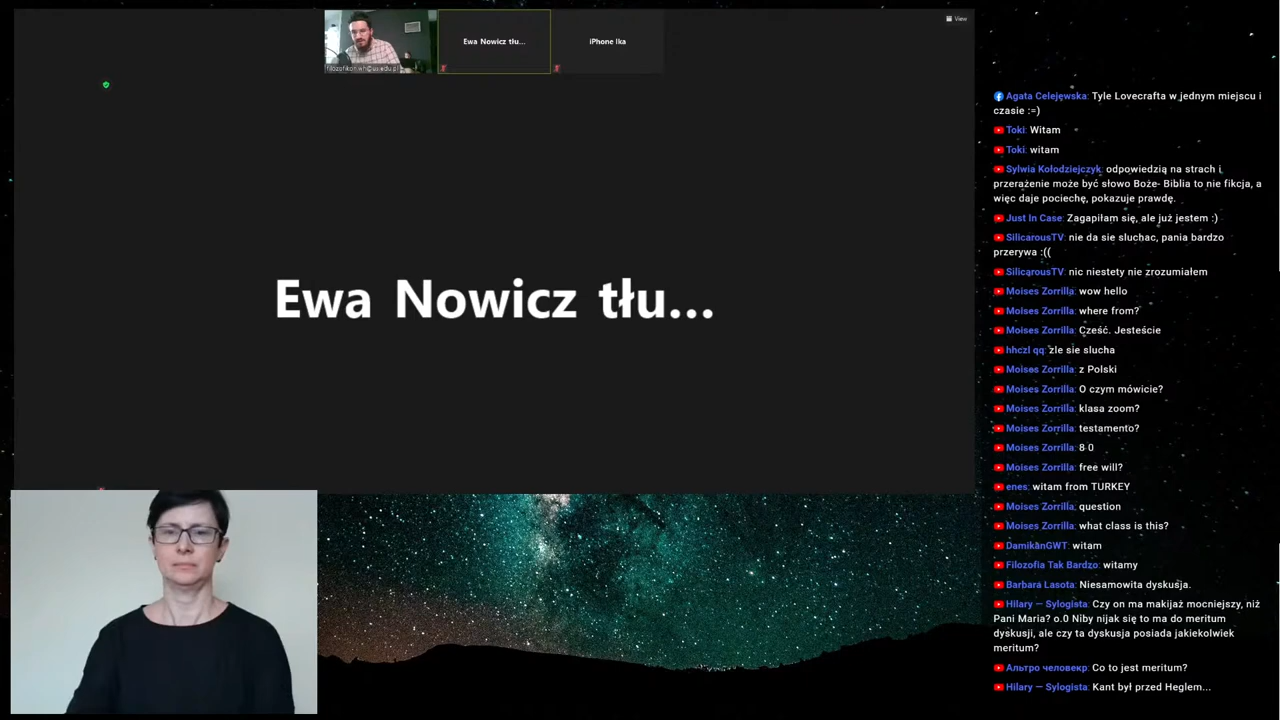 View
Ewa Nowicz tłu...
iPhone Ika
filozofikon.wh@us.edu.pl
Ewa Nowicz tłu...
Agata Celejewska: Tyle Lovecrafta w jednym miejscu i
czasie :=)
Toki: Witam
Toki: witam
Sylwia Kołodziejczyk: odpowiedzią na strach i
przerażenie może być słowo Boże- Biblia to nie fikcja, a
więc daje pociechę, pokazuje prawdę.
Just In Case: Zagapiłam się, ale już jestem :)
SilicarousTV: nie da sie sluchac, pania bardzo
przerywa :((
SilicarousTV: nic niestety nie zrozumiałem
Moises Zorrilla: wow hello
Moises Zorrilla: where from?
Moises Zorrilla: Cześć. Jesteście
hhczl qq: zle sie slucha
Moises Zorrilla: z Polski
Moises Zorrilla: O czym mówicie?
Moises Zorrilla: klasa zoom?
Moises Zorrilla: testamento?
Moises Zorrilla: 8 0
Moises Zorrilla: free will?
enes: witam from TURKEY
Moises Zorrilla: question
Moises Zorrilla: what class is this?
DamikanGWT: witam
Filozofia Tak Bardzo: witamy
Barbara Lasota: Niesamowita dyskusja.
Hilary — Sylogista: Czy on ma makijaż mocniejszy, niż
Pani Maria? o.0 Niby nijak się to ma do meritum
dyskusji, ale czy ta dyskusja posiada jakiekolwiek
meritum?
Альтро человекр: Co to jest meritum?
Hilary — Sylogista: Kant był przed Heglem...